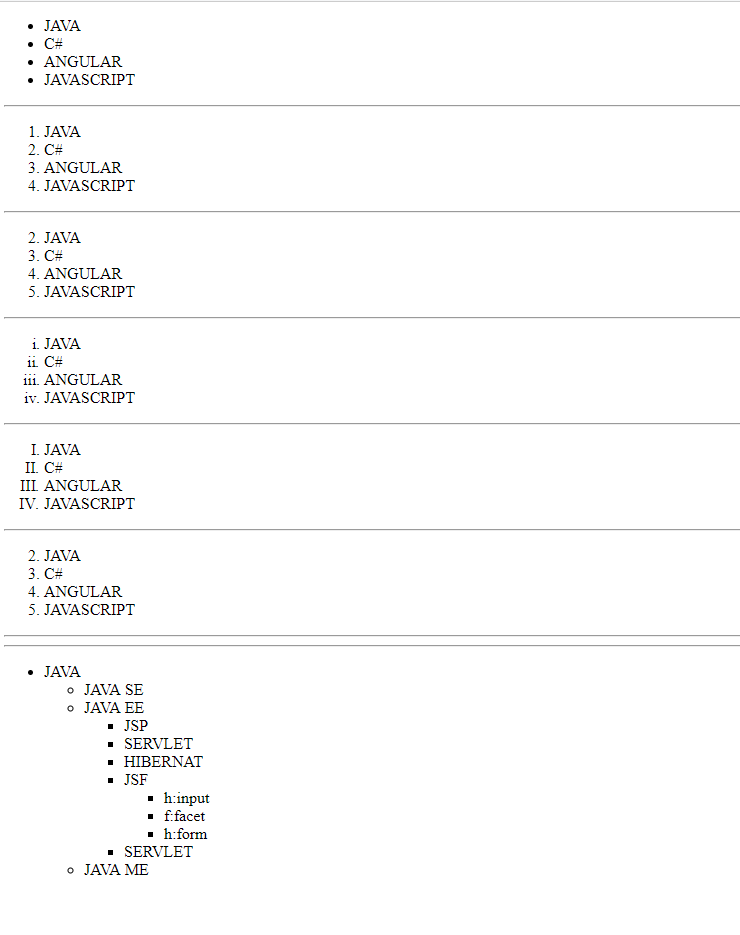 • JAVA
• C#
• ANGULAR
• JAVASCRIPT
1. JAVA
2. C#
3. ANGULAR
4. JAVASCRIPT
2. JAVA
3. C#
4. ANGULAR
5. JAVASCRIPT
i. JAVA
ii. C#
iii. ANGULAR
iv. JAVASCRIPT
I. JAVA
II. C#
III. ANGULAR
IV. JAVASCRIPT
2. JAVA
3. C#
4. ANGULAR
5. JAVASCRIPT
• JAVA
◦ JAVA SE
◦ JAVA EE
▪ JSP
▪ SERVLET
▪ HIBERNAT
▪ JSF
▪ h:input
▪ f:facet
▪ h:form
▪ SERVLET
◦ JAVA ME